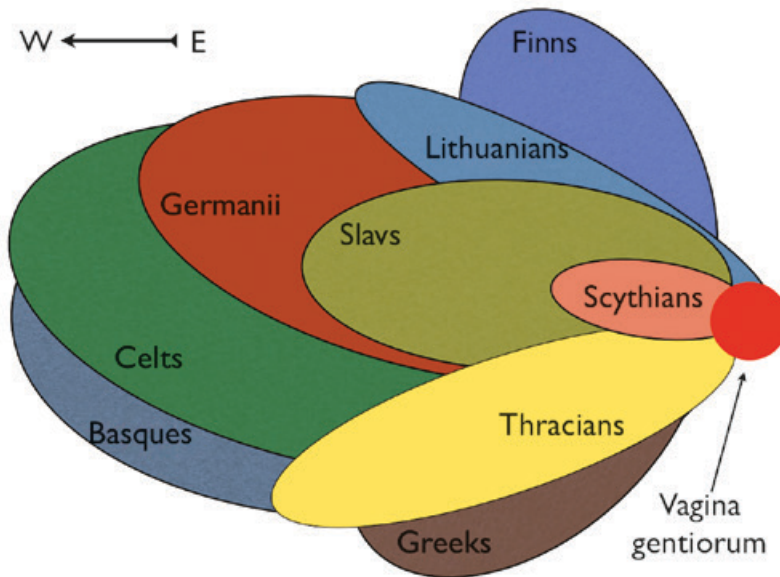 W E
Finns
Lithuanians
Germanii
Slavs
Scythians
Celts
Basques
Thracians
Greeks
Vagina
gentiorum